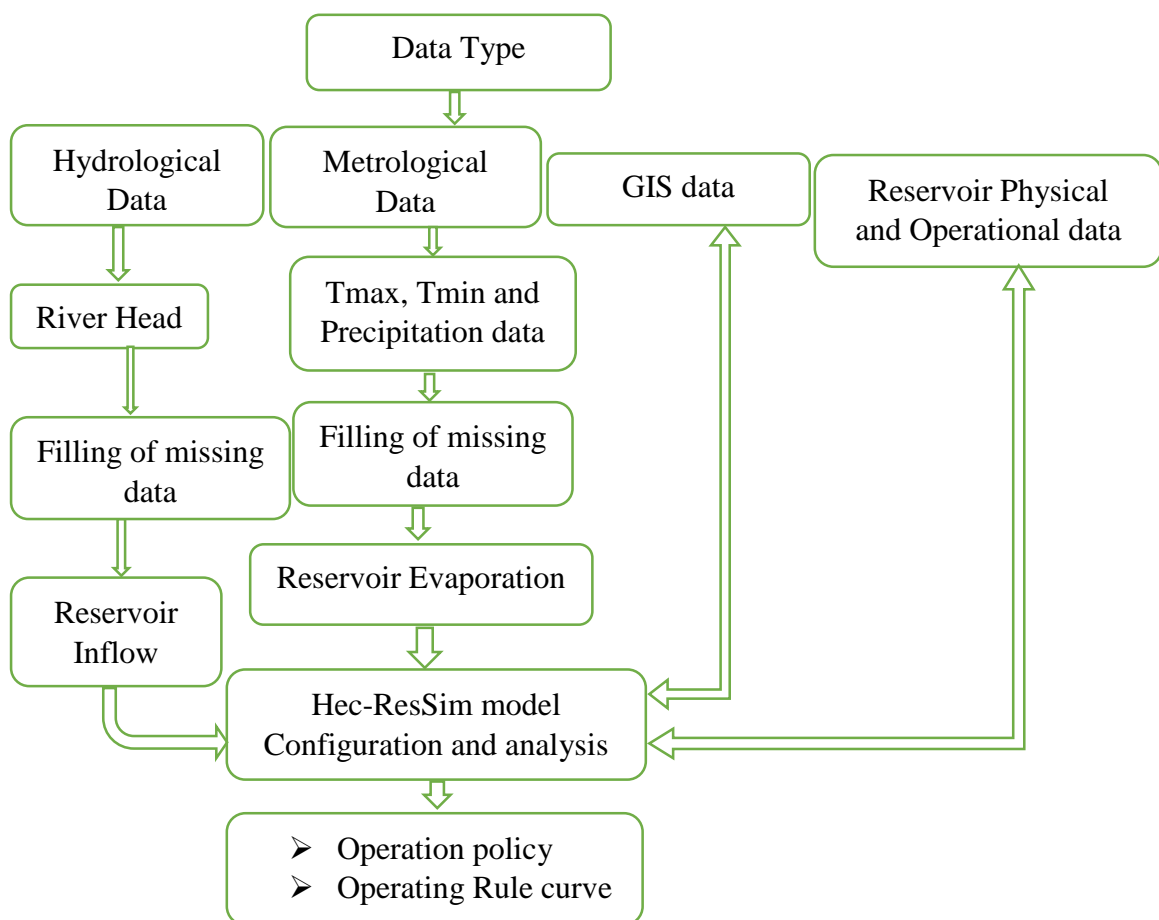 Data Type
Hydrological
Data
Metrological
Data
GIS data
Reservoir Physical
and Operational data
River Head
Tmax, Tmin and
Precipitation data
Filling of missing
data
Filling of missing
data
Reservoir Evaporation
Reservoir
Inflow
Hec-ResSim model
Configuration and analysis
➢ Operation policy
➢ Operating Rule curve